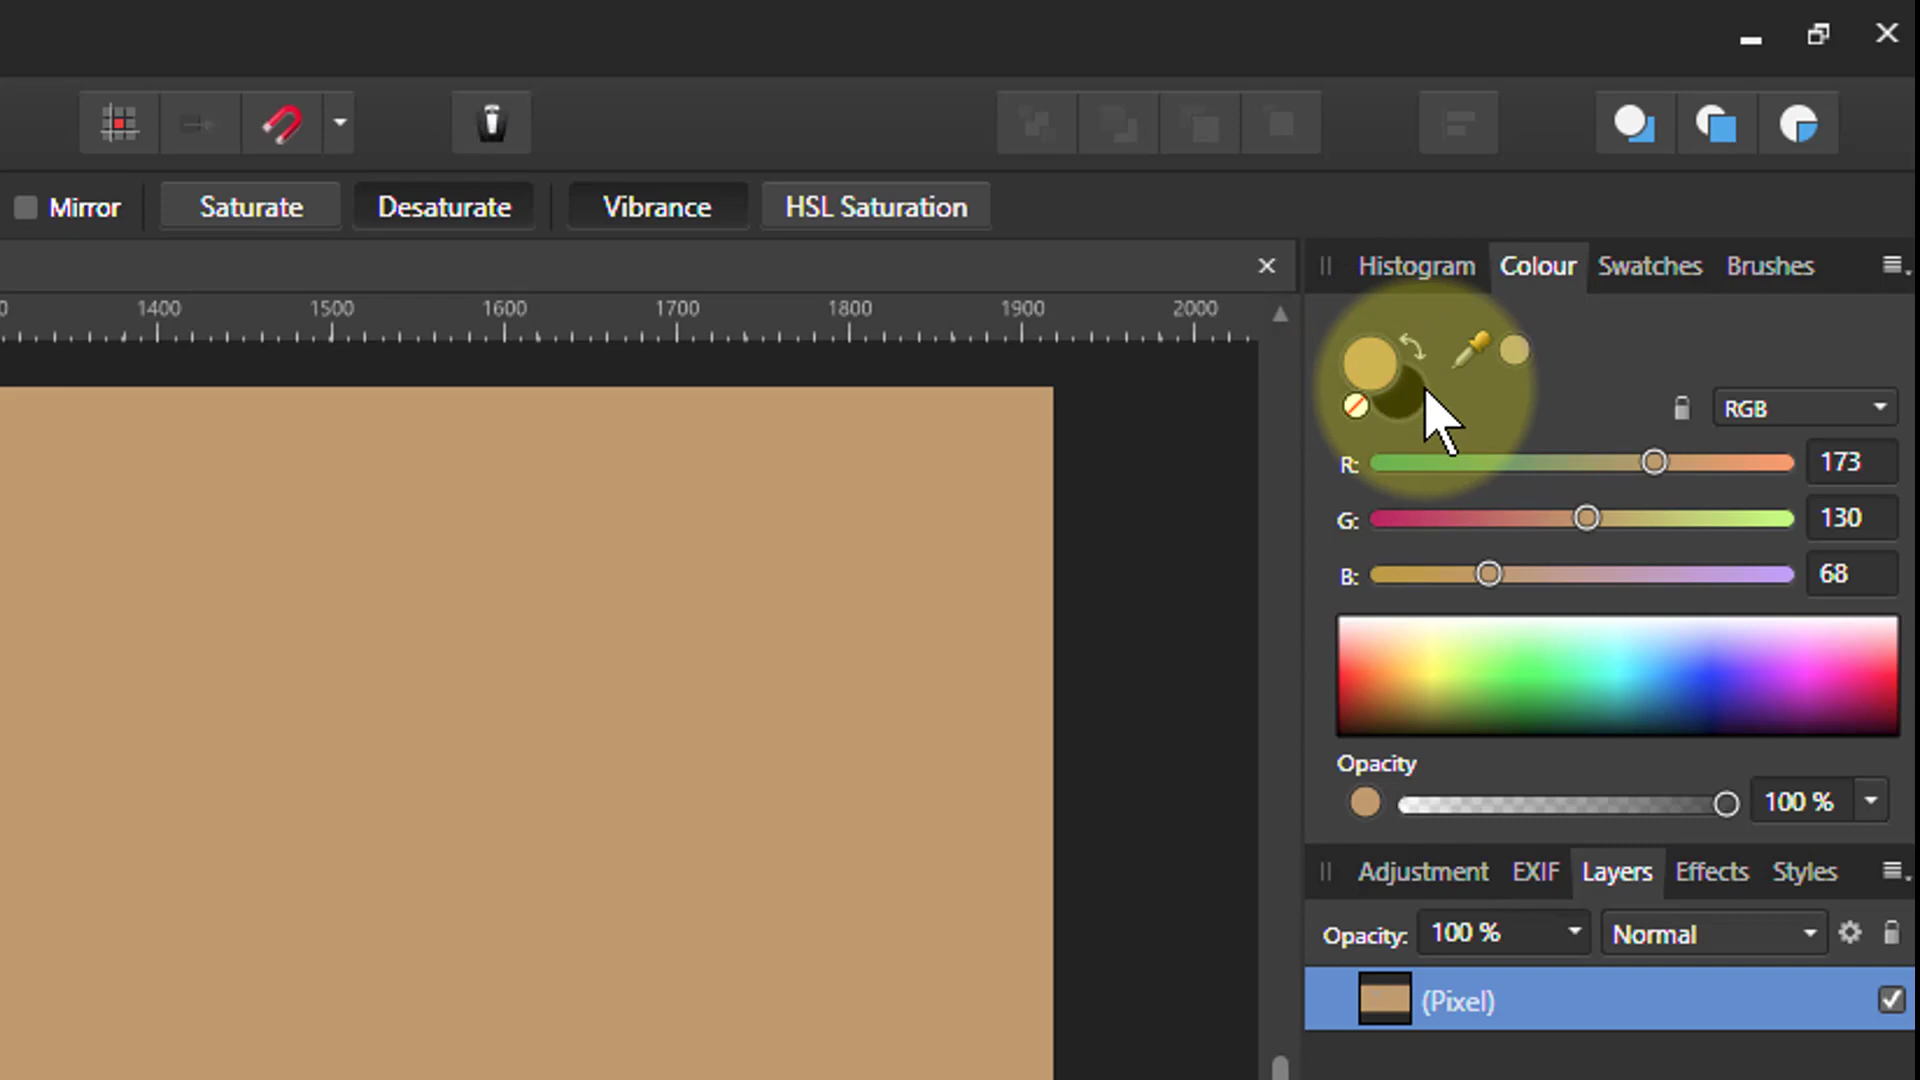 Mirror Saturate Desaturate Vibrance HSL Saturation
Histogram Colour Swatches Brushes
1400 1500 1600 1700 1800 1900 2000
RGB
R: 173
G: 130
B: 68
Opacity
100 %
Adjustment EXIF Layers Effects Styles
Opacity: 100 % Normal
(Pixel)